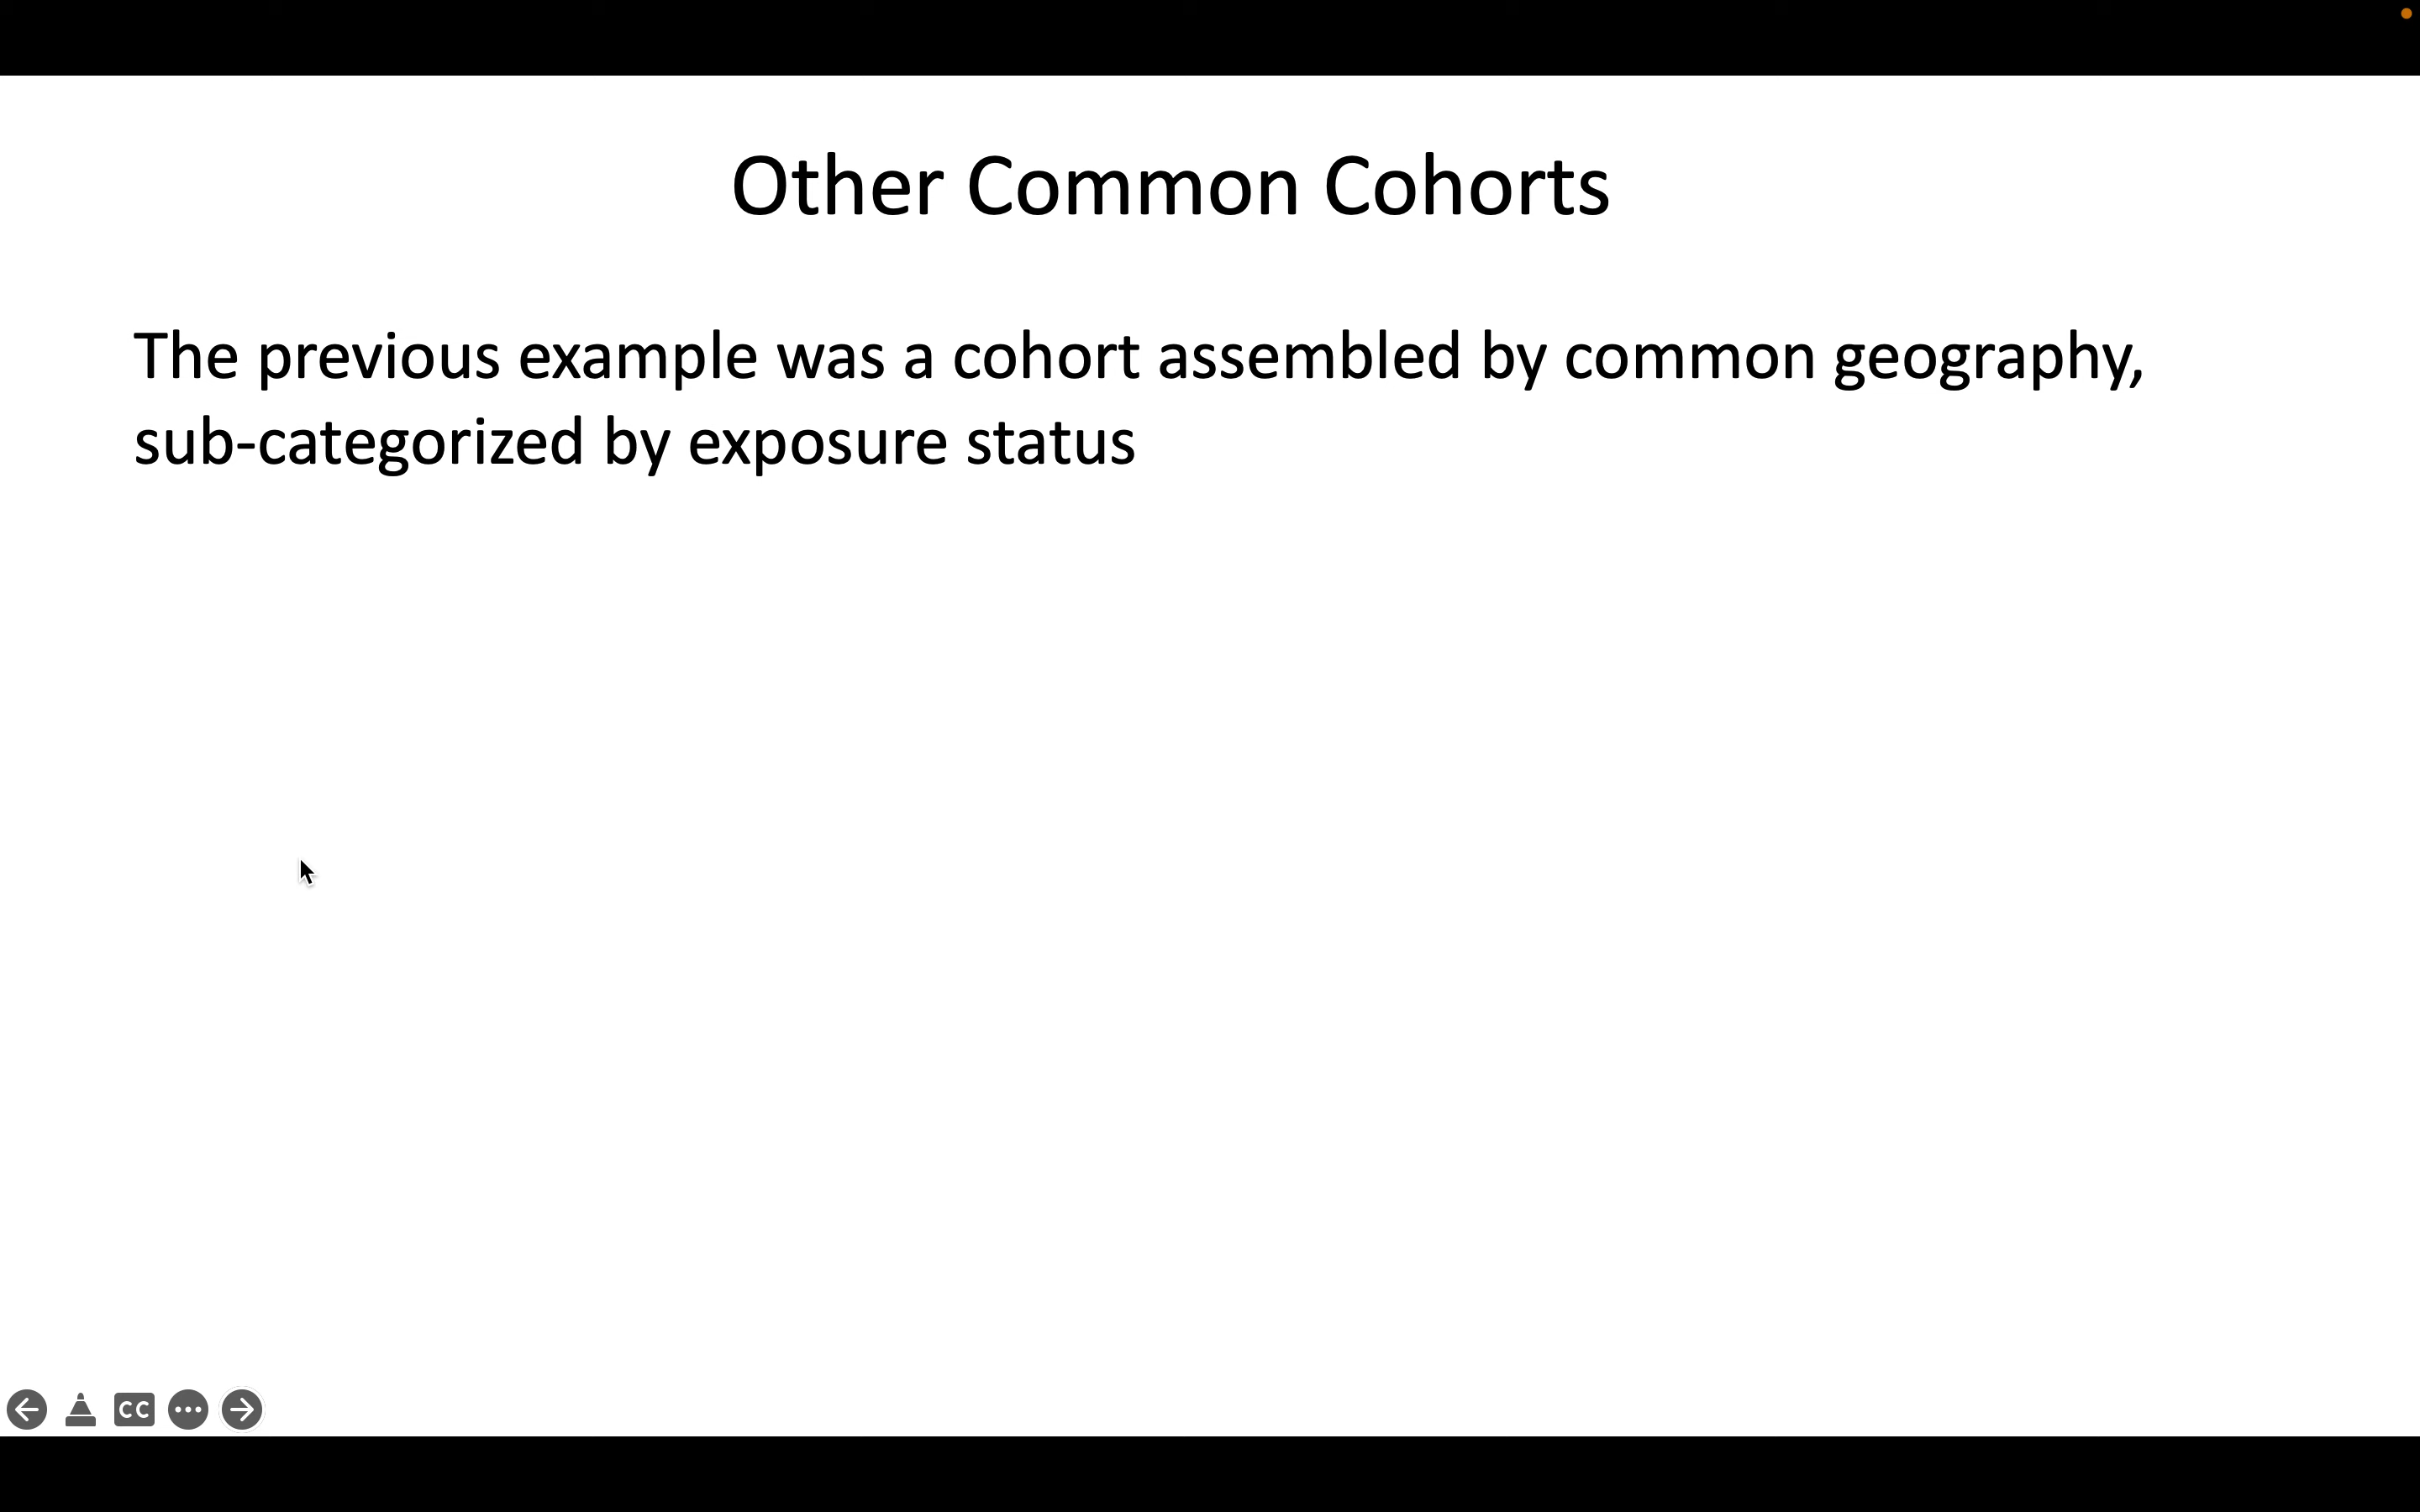 Other Common Cohorts
The previous example was a cohort assembled by common geography,
sub-categorized by exposure status
CC